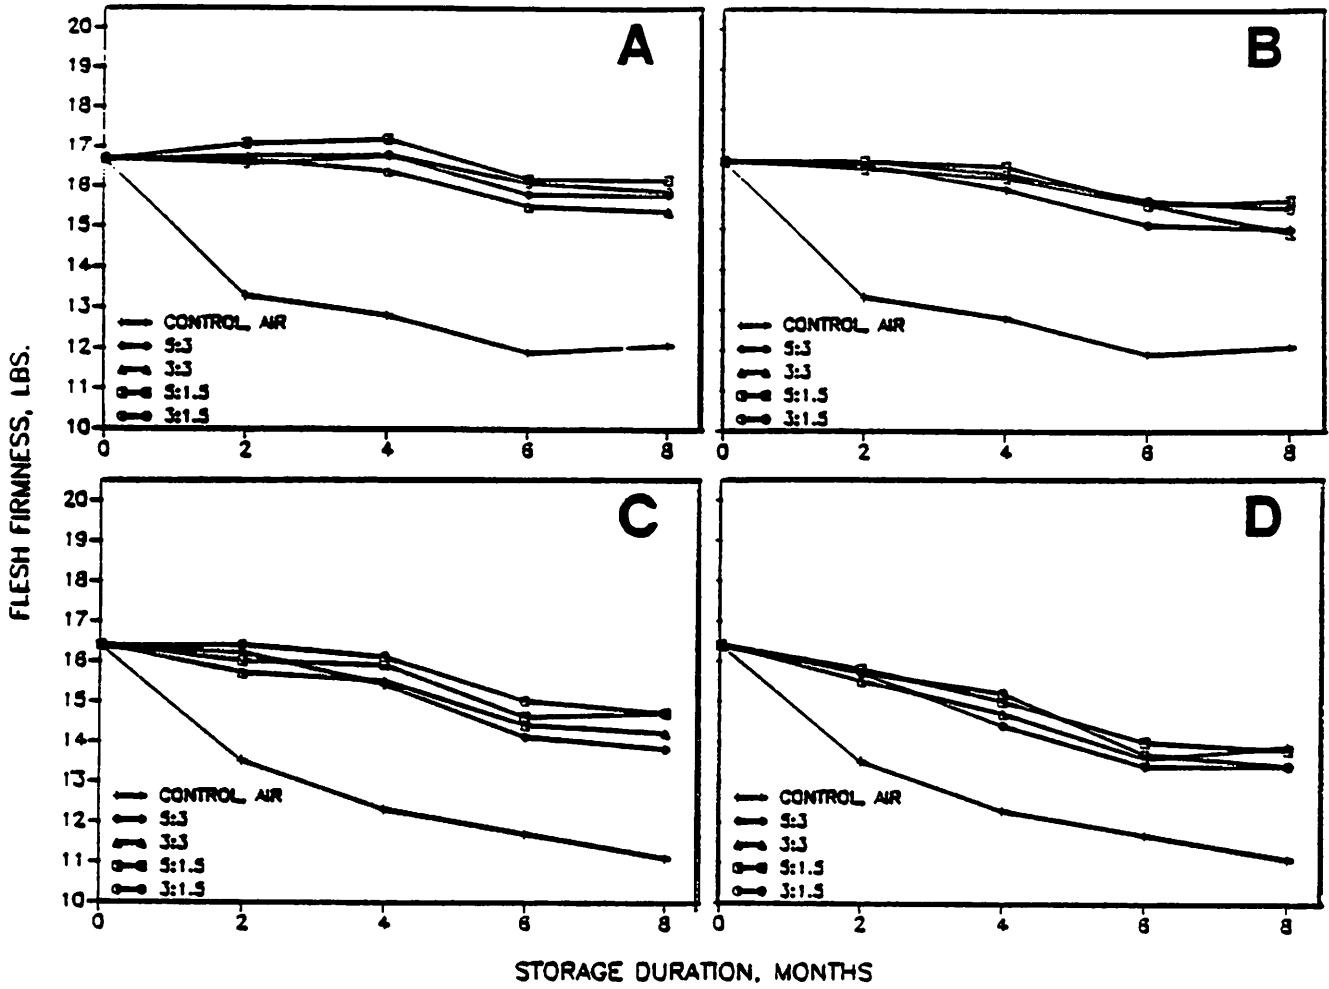 FLESH FIRMNESS, LBS.
20
19
18
17
16
15
14
13
12
11
10
A
CONTROL, AIR
5:3
3:3
5:1.5
3:1.5
0 2 4 6 8
B
CONTROL, AIR
5:3
3:3
5:1.5
3:1.5
0 2 4 6 8
20
19
18
17
16
15
14
13
12
11
10
C
CONTROL, AIR
5:3
3:3
5:1.5
3:1.5
0 2 4 6 8
D
CONTROL, AIR
5:3
3:3
5:1.5
3:1.5
0 2 4 6 8
STORAGE DURATION, MONTHS